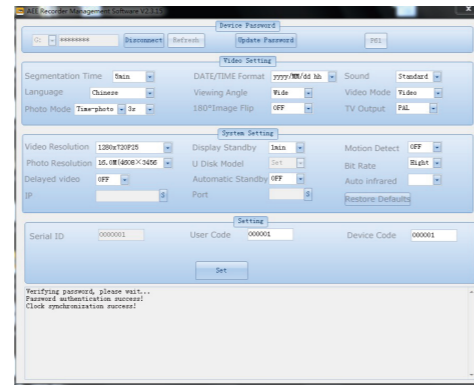 AEE Recorder Management Software V2.3.15
Device Password
G: ******** Disconnect Refresh Update Password
Video Setting
Segmentation Time 5min DATE/TIME Format yyyy/MM/dd hh Sound Standard
Language Chinese Viewing Angle Wide Video Mode Video
Photo Mode Time-photo 3s 180°Image Flip OFF TV Output PAL
System Setting
Video Resolution 1280x720P25 Display Standby 1min Motion Detect OFF
Photo Resolution 16.0M(4608×3456 U Disk Model Set Bit Rate Hight
Delayed video OFF Automatic Standby OFF Auto infrared
IP S Port S Restore Defaults
Setting
Serial ID 0000001 User Code 000001 Device Code 000001
Set
Verifying password, please wait...
Password authentication success!
Clock synchronization success!